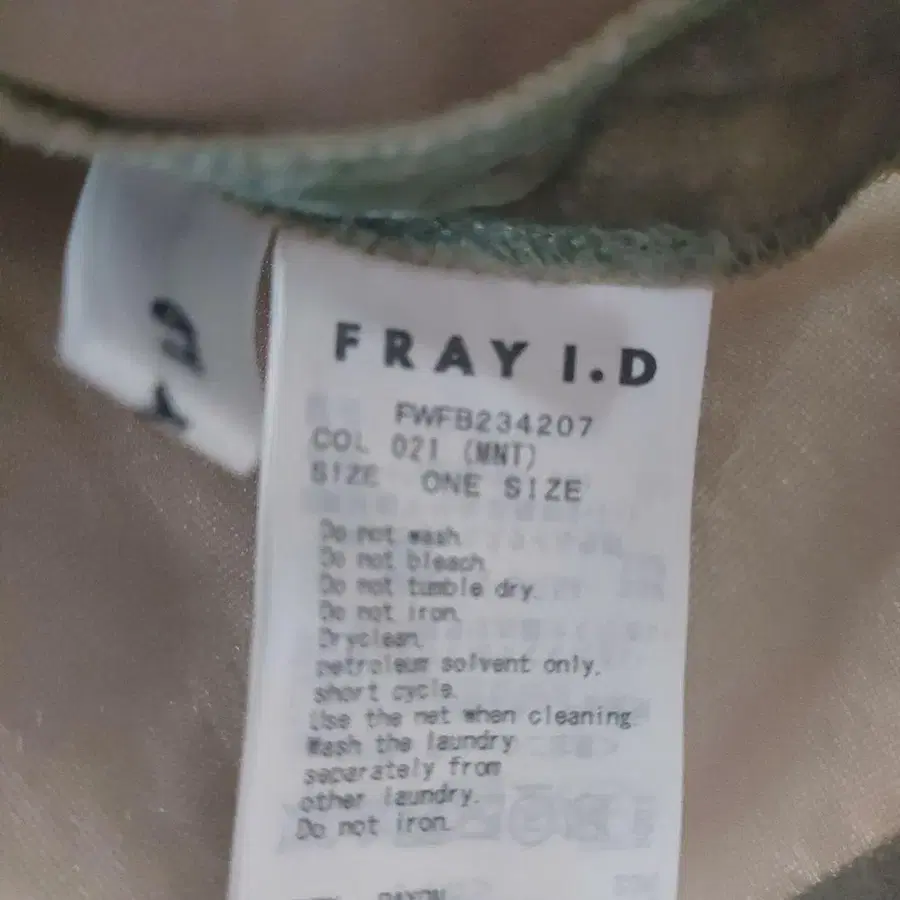 FRAY I.D
FWFB234207
COL 021 (MNT)
SIZE ONE SIZE
Do not wash.
Do not bleach.
Do not tumble dry.
Do not iron.
Dryclean,
petroleum solvent only,
short cycle.
Use the net when cleaning.
Wash the laundry
separately from
other laundry.
Do not iron.
RAYON